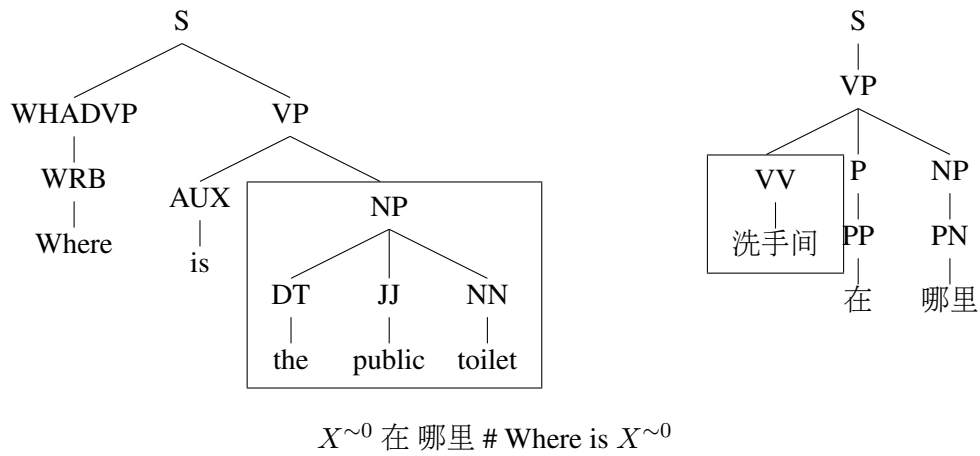 S S
VP
WHADVP VP
WRB AUX NP VV P NP
Where is 洗手间 PP PN
DT JJ NN 在 哪里
the public toilet
X~0 在 哪里 # Where is X~0